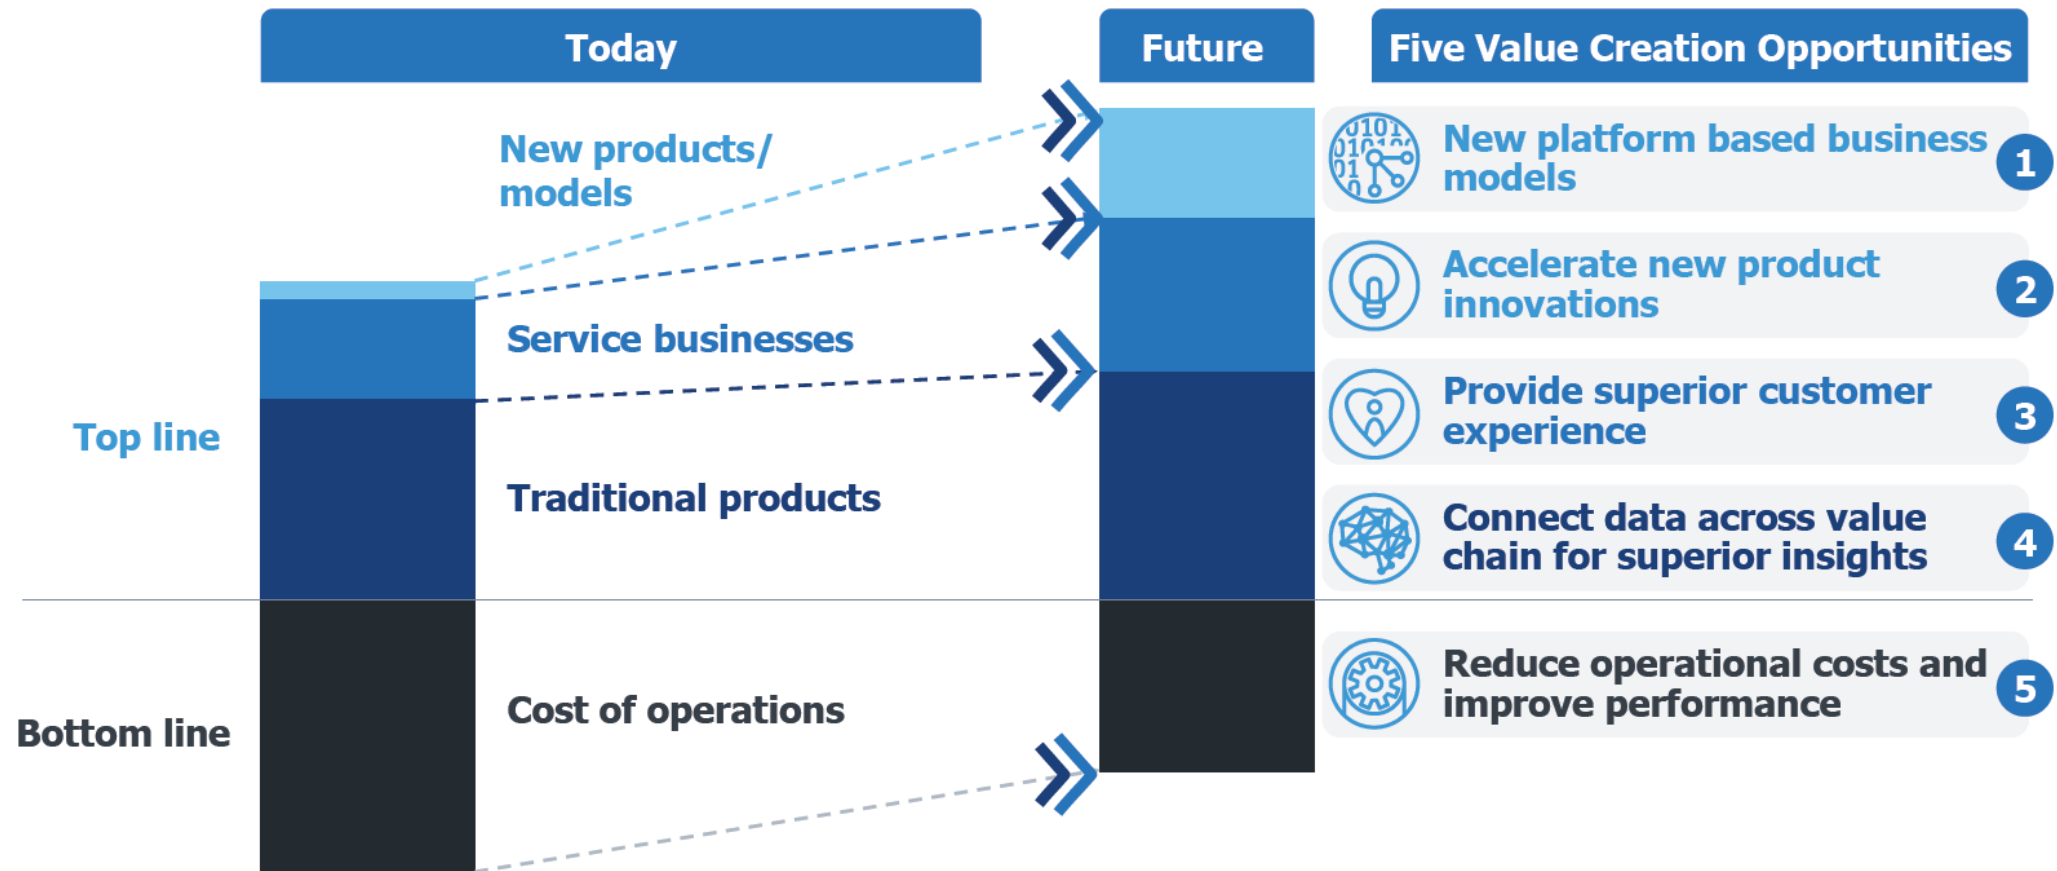 Today
Future
Five Value Creation Opportunities
New products/
models
Service businesses
Traditional products
Top line
Cost of operations
Bottom line
New platform based business
models
1
Accelerate new product
innovations
2
Provide superior customer
experience
3
Connect data across value
chain for superior insights
4
Reduce operational costs and
improve performance
5